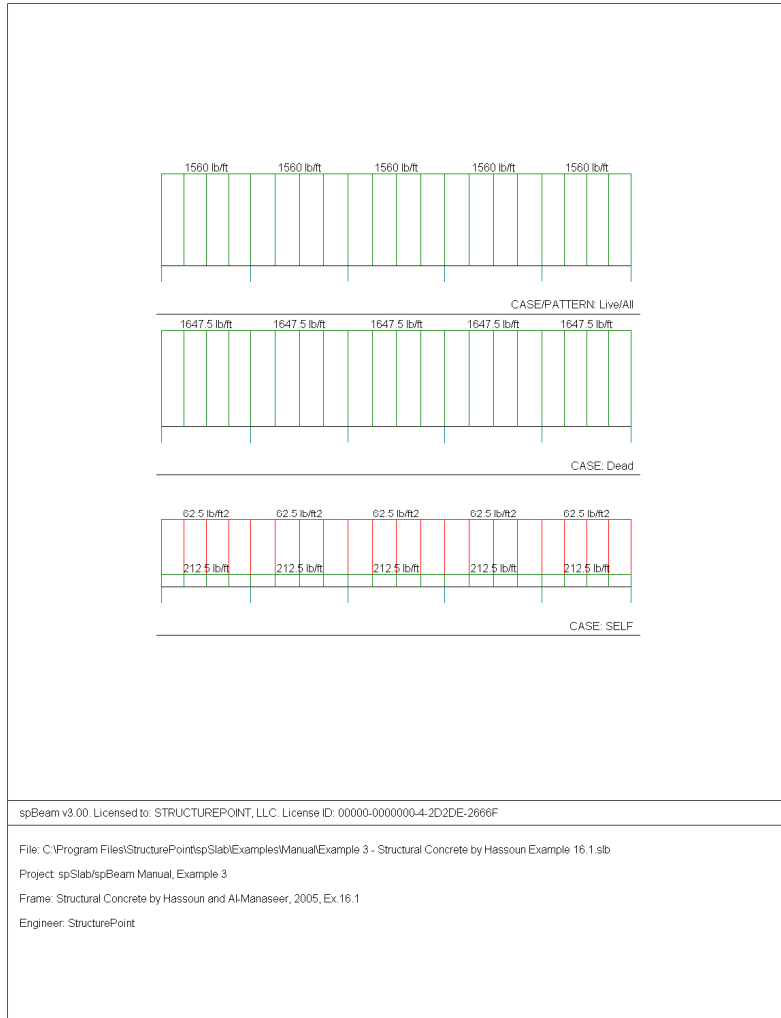 1560 lb/ft 1560 lb/ft 1560 lb/ft 1560 lb/ft 1560 lb/ft
CASE/PATTERN: Live/All
1647.5 lb/ft 1647.5 lb/ft 1647.5 lb/ft 1647.5 lb/ft 1647.5 lb/ft
CASE: Dead
62.5 lb/ft2 62.5 lb/ft2 62.5 lb/ft2 62.5 lb/ft2 62.5 lb/ft2
212.5 lb/ft 212.5 lb/ft 212.5 lb/ft 212.5 lb/ft 212.5 lb/ft
CASE: SELF
spBeam v3.00. Licensed to: STRUCTUREPOINT, LLC. License ID: 00000-0000000-4-2D2DE-2666F
File: C:\Program Files\StructurePoint\spSlab\Examples\Manual\Example 3 - Structural Concrete by Hassoun Example 16.1.slb
Project: spSlab/spBeam Manual, Example 3
Frame: Structural Concrete by Hassoun and Al-Manaseer, 2005, Ex.16.1
Engineer: StructurePoint